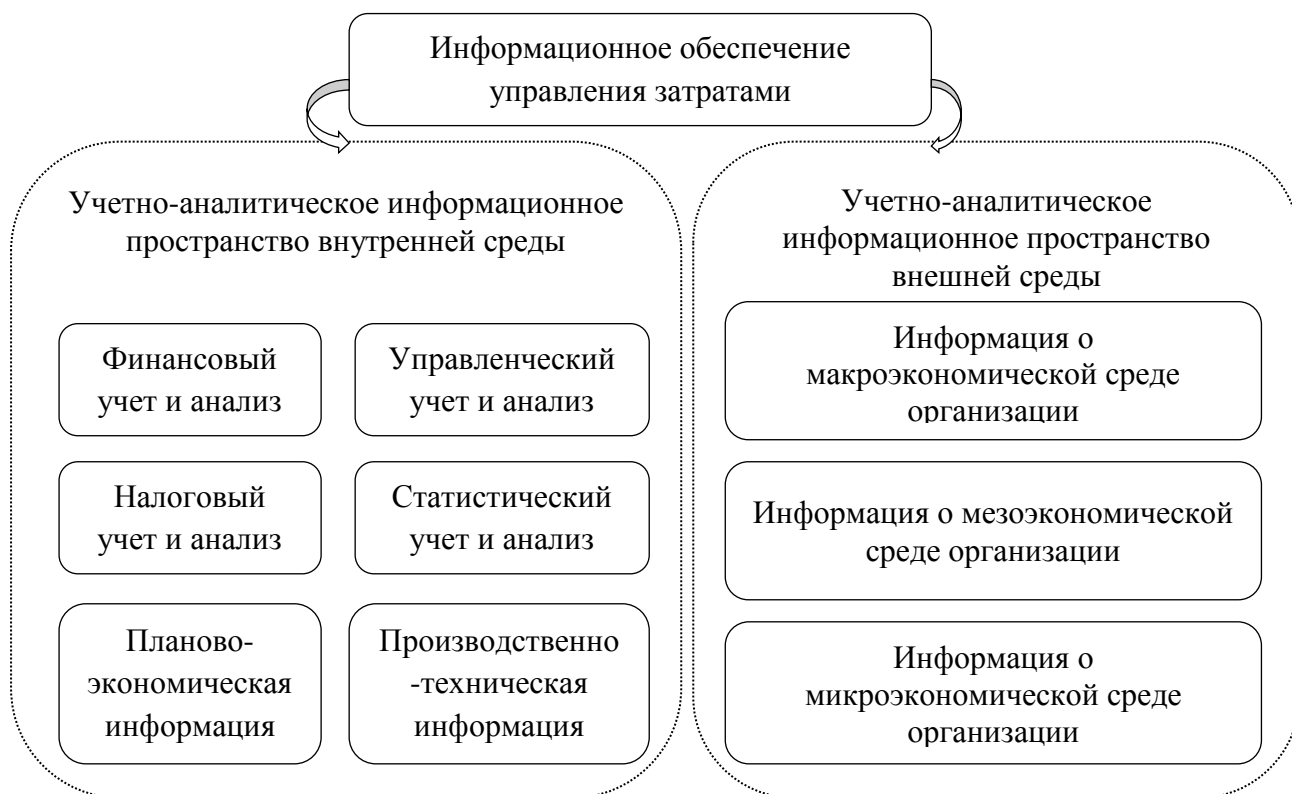 Информационное обеспечение
управления затратами
Учетно-аналитическое информационное
пространство внутренней среды
Финансовый
учет и анализ
Управленческий
учет и анализ
Налоговый
учет и анализ
Статистический
учет и анализ
Планово-
экономическая
информация
Производственно
-техническая
информация
Учетно-аналитическое
информационное пространство
внешней среды
Информация о
макроэкономической среде
организации
Информация о мезоэкономической
среде организации
Информация о
микроэкономической среде
организации